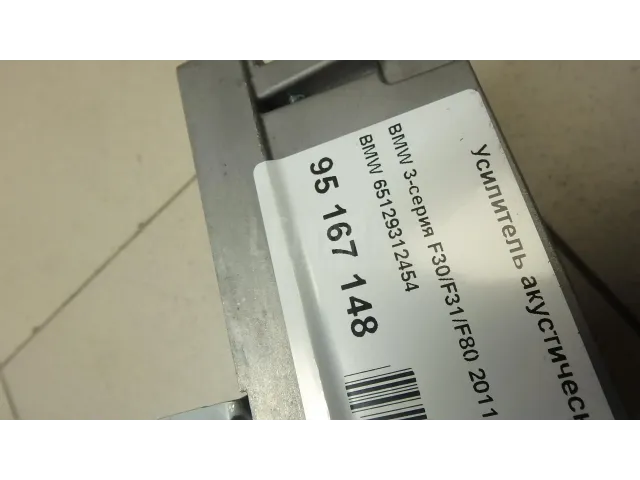 Усилитель акустическ
BMW 3-серия F30/F31/F80 2011
BMW 65129312454
95 167 148